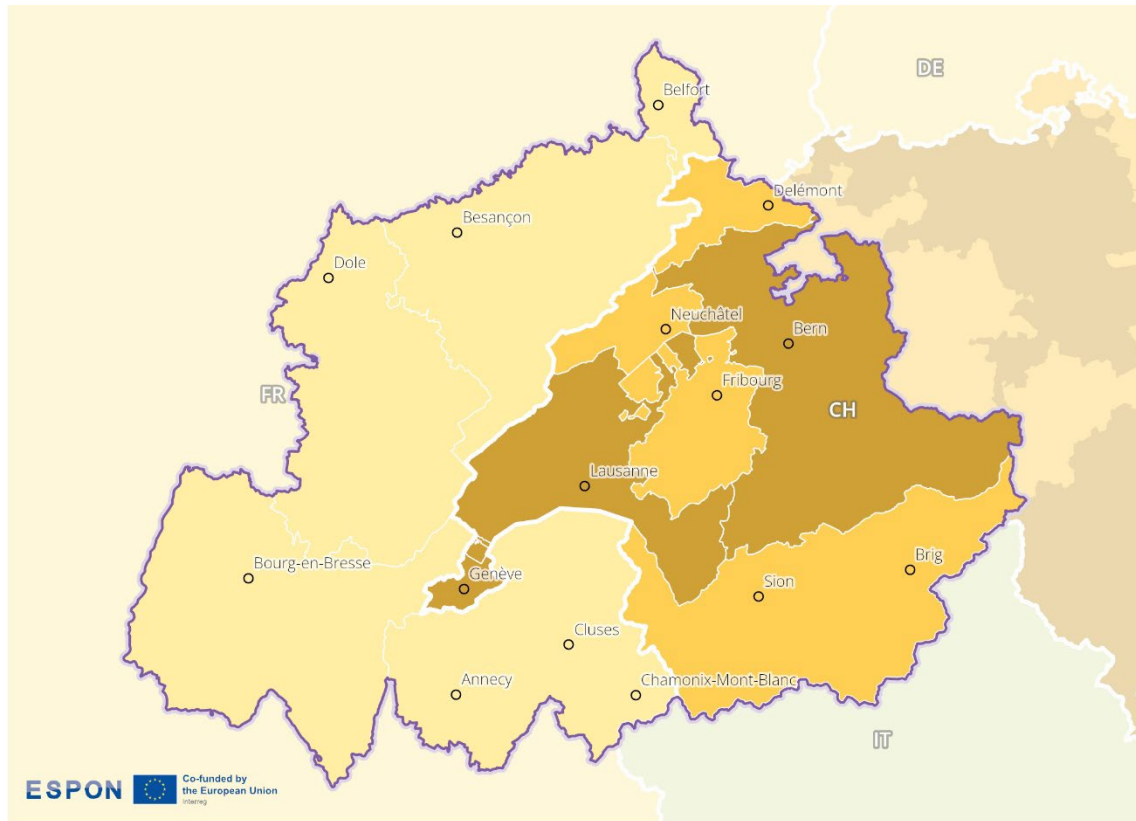 DE
Belfort
Delémont
Besançon
Dole
Neuchâtel
Bern
Fribourg
FR
CH
Lausanne
Bourg-en-Bresse
Genève
Brig
Sion
Cluses
Annecy
Chamonix-Mont-Blanc
IT
ESPON
Co-funded by
the European Union
Interreg